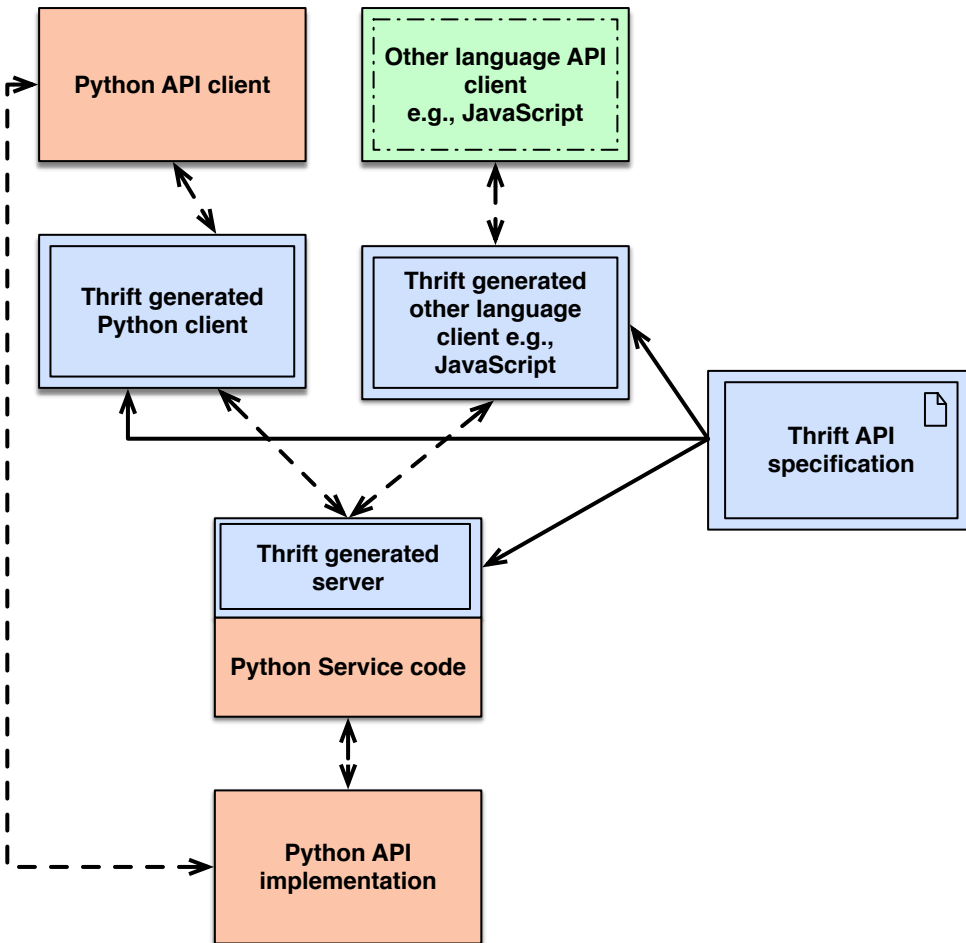 Python API client
Other language API
client
e.g., JavaScript
Thrift generated
Python client
Thrift generated
other language
client e.g.,
JavaScript
Thrift API
specification
Thrift generated
server
Python Service code
Python API
implementation